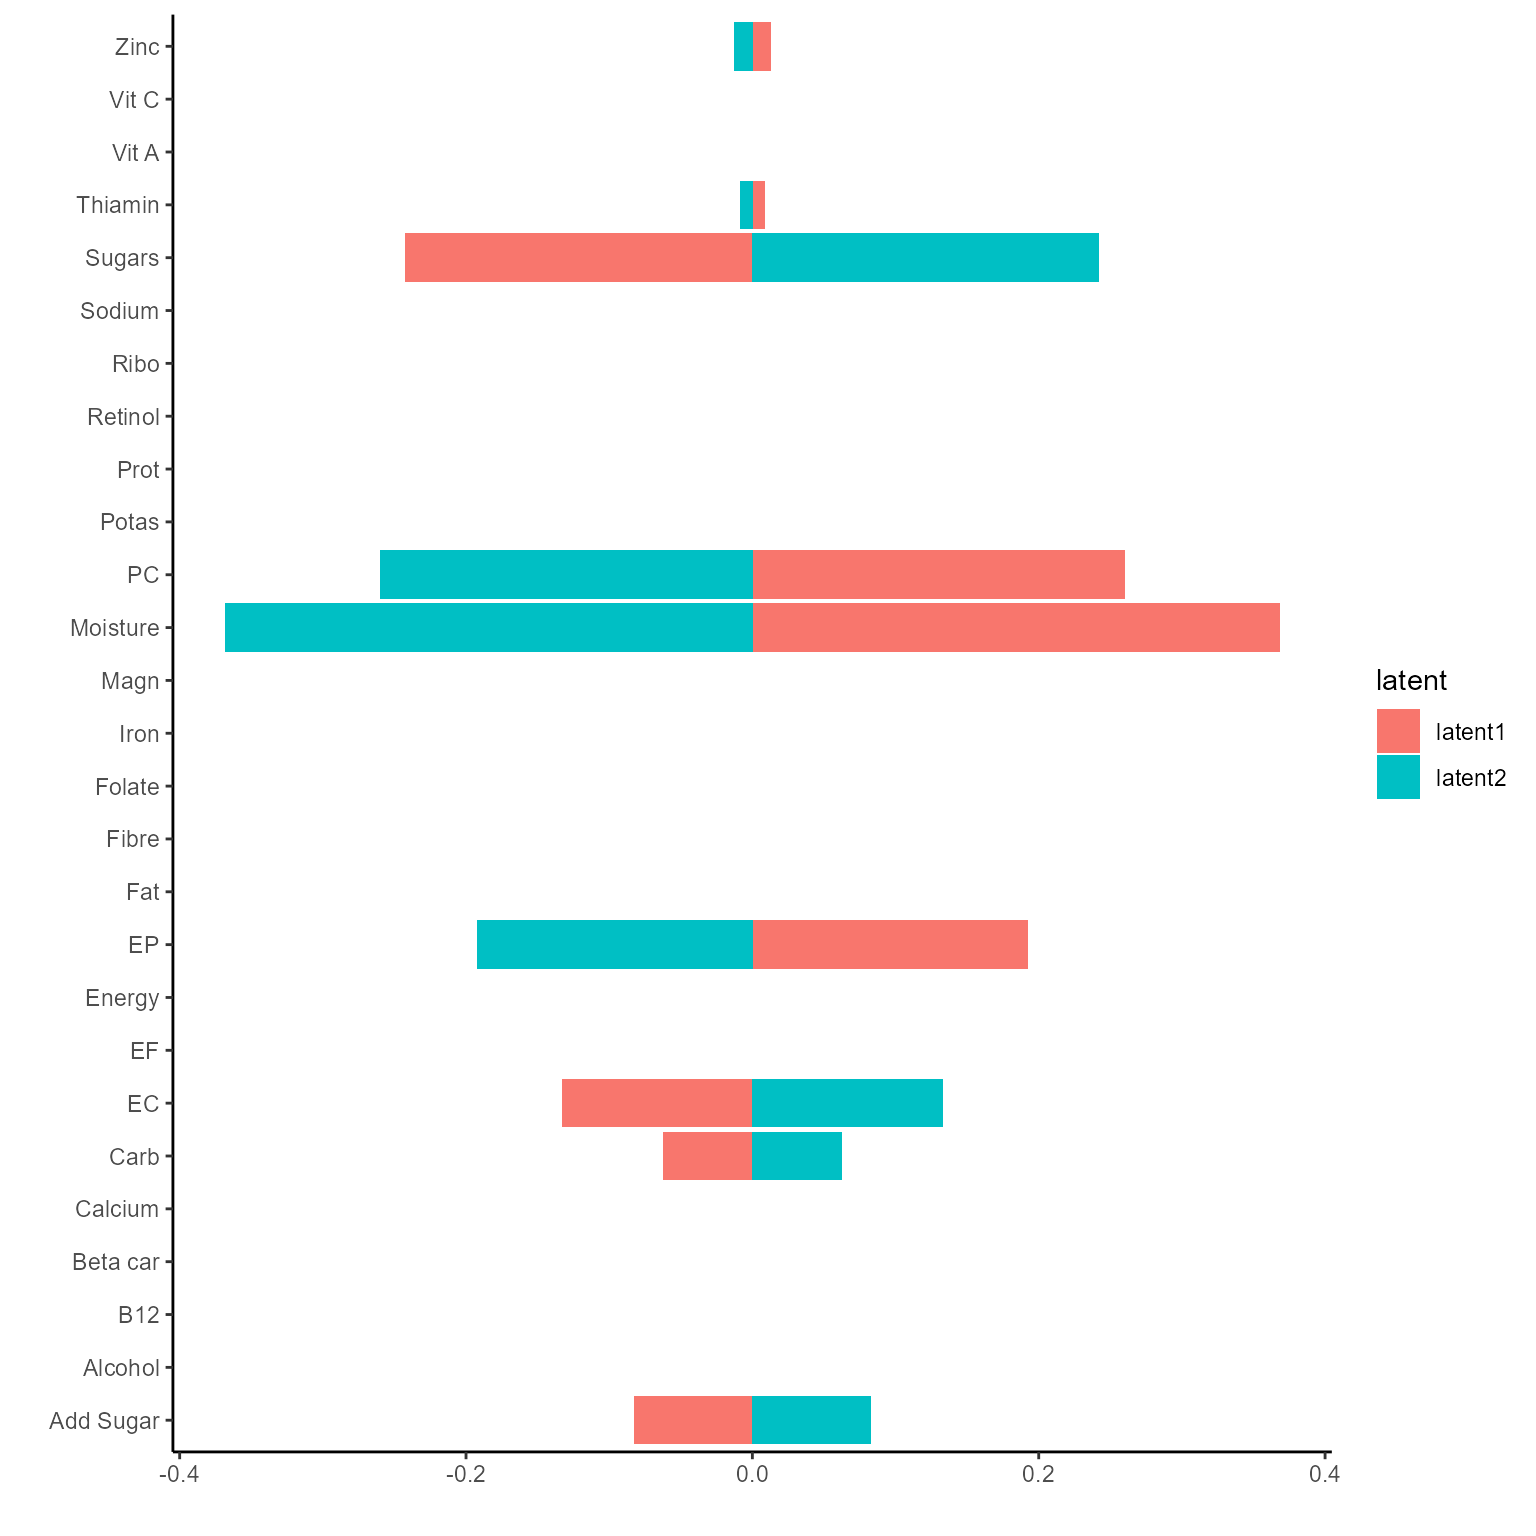 Zinc
Vit C
Vit A
Thiamin
Sugars
Sodium
Ribo
Retinol
Prot
Potas
PC
Moisture
Magn
Iron
Folate
Fibre
Fat
EP
Energy
EF
EC
Carb
Calcium
Beta car
B12
Alcohol
Add Sugar
-0.4 -0.2 0.0 0.2 0.4
latent
latent1
latent2